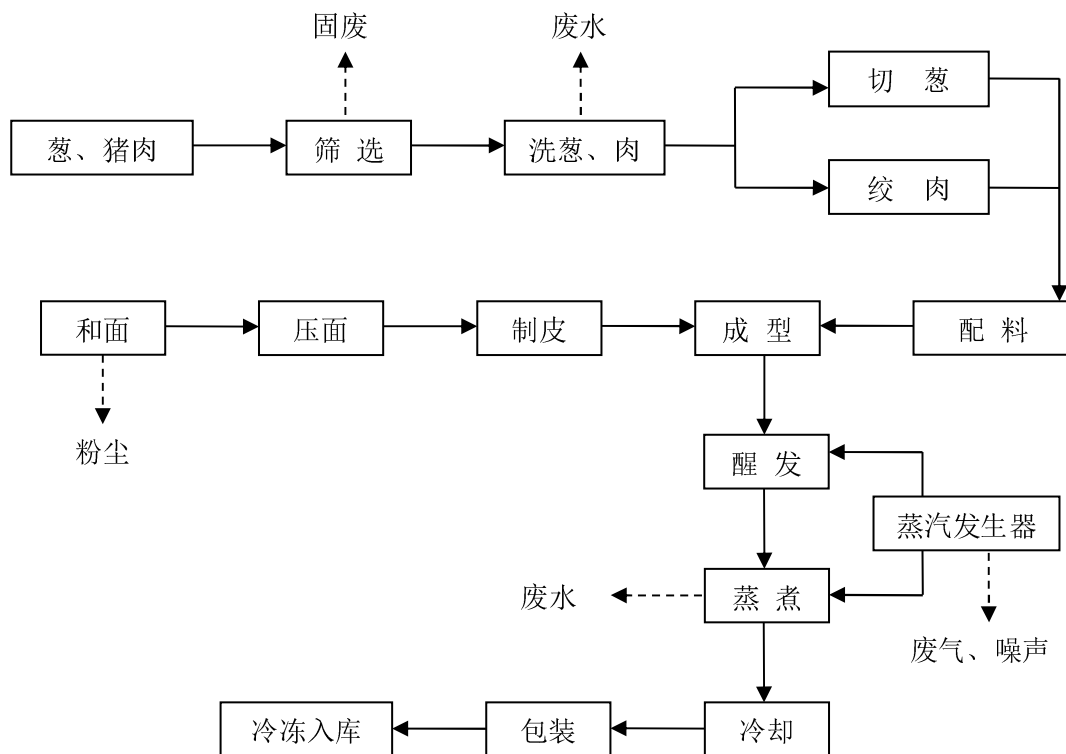 固废
废水
切 葱
葱、猪肉
筛 选
洗葱、肉
绞 肉
和面
压面
制皮
成 型
配 料
粉尘
醒 发
蒸汽发生器
废水
蒸 煮
废气、噪声
冷冻入库
包装
冷却